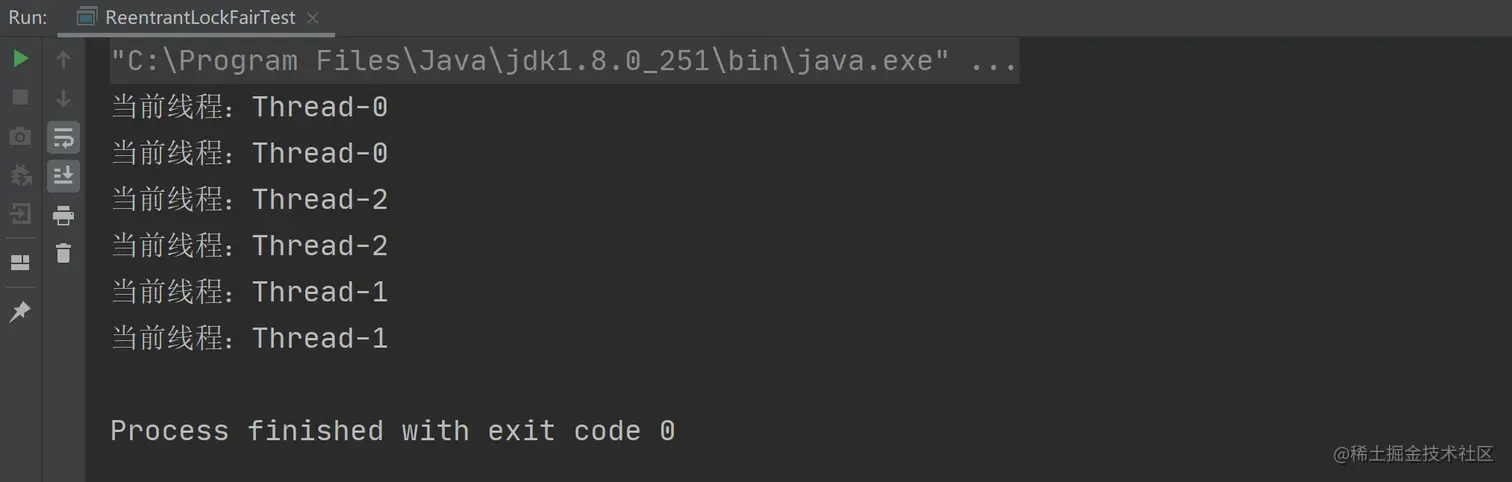 Run: ReentrantLockFairTest
"C:\Program Files\Java\jdk1.8.0_251\bin\java.exe" ...
当前线程：Thread-0
当前线程：Thread-0
当前线程：Thread-2
当前线程：Thread-2
当前线程：Thread-1
当前线程：Thread-1
Process finished with exit code 0
@稀土掘金技术社区